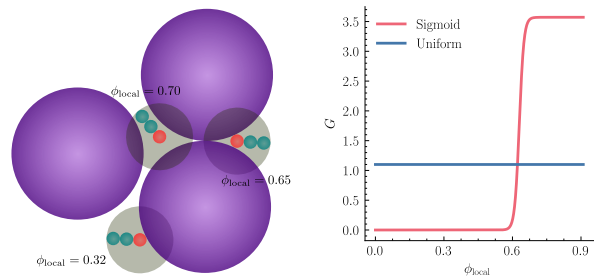 ϕlocal = 0.70
ϕlocal = 0.65
ϕlocal = 0.32
Sigmoid
Uniform
G
3.5
3.0
2.5
2.0
1.5
1.0
0.5
0.0
0.0 0.3 0.6 0.9
ϕlocal